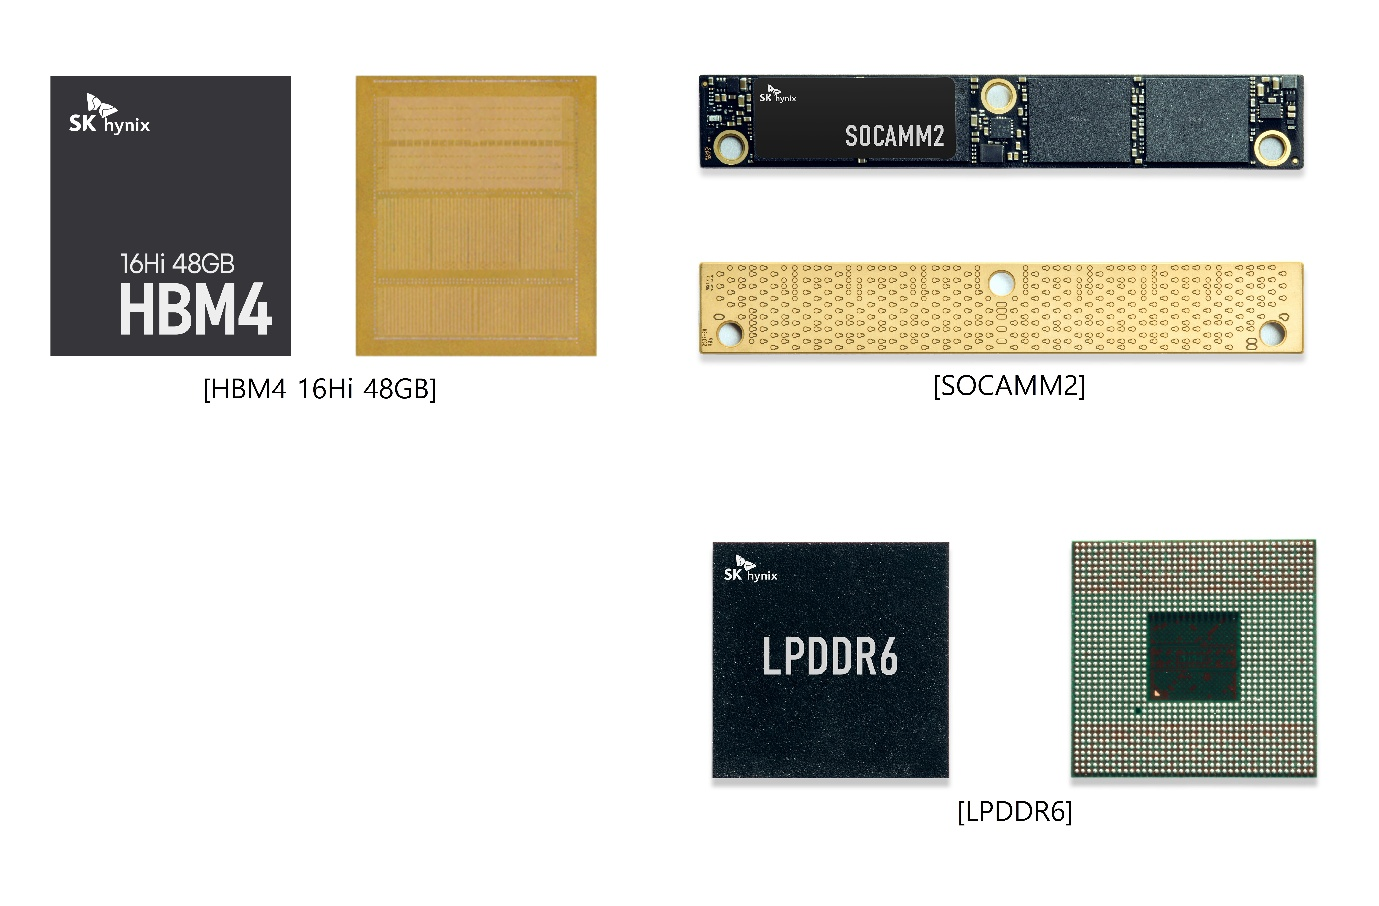 SK hynix
16Hi 48GB
HBM4
[HBM4 16Hi 48GB]
SK hynix
SOCAMM2
[SOCAMM2]
SK hynix
LPDDR6
[LPDDR6]